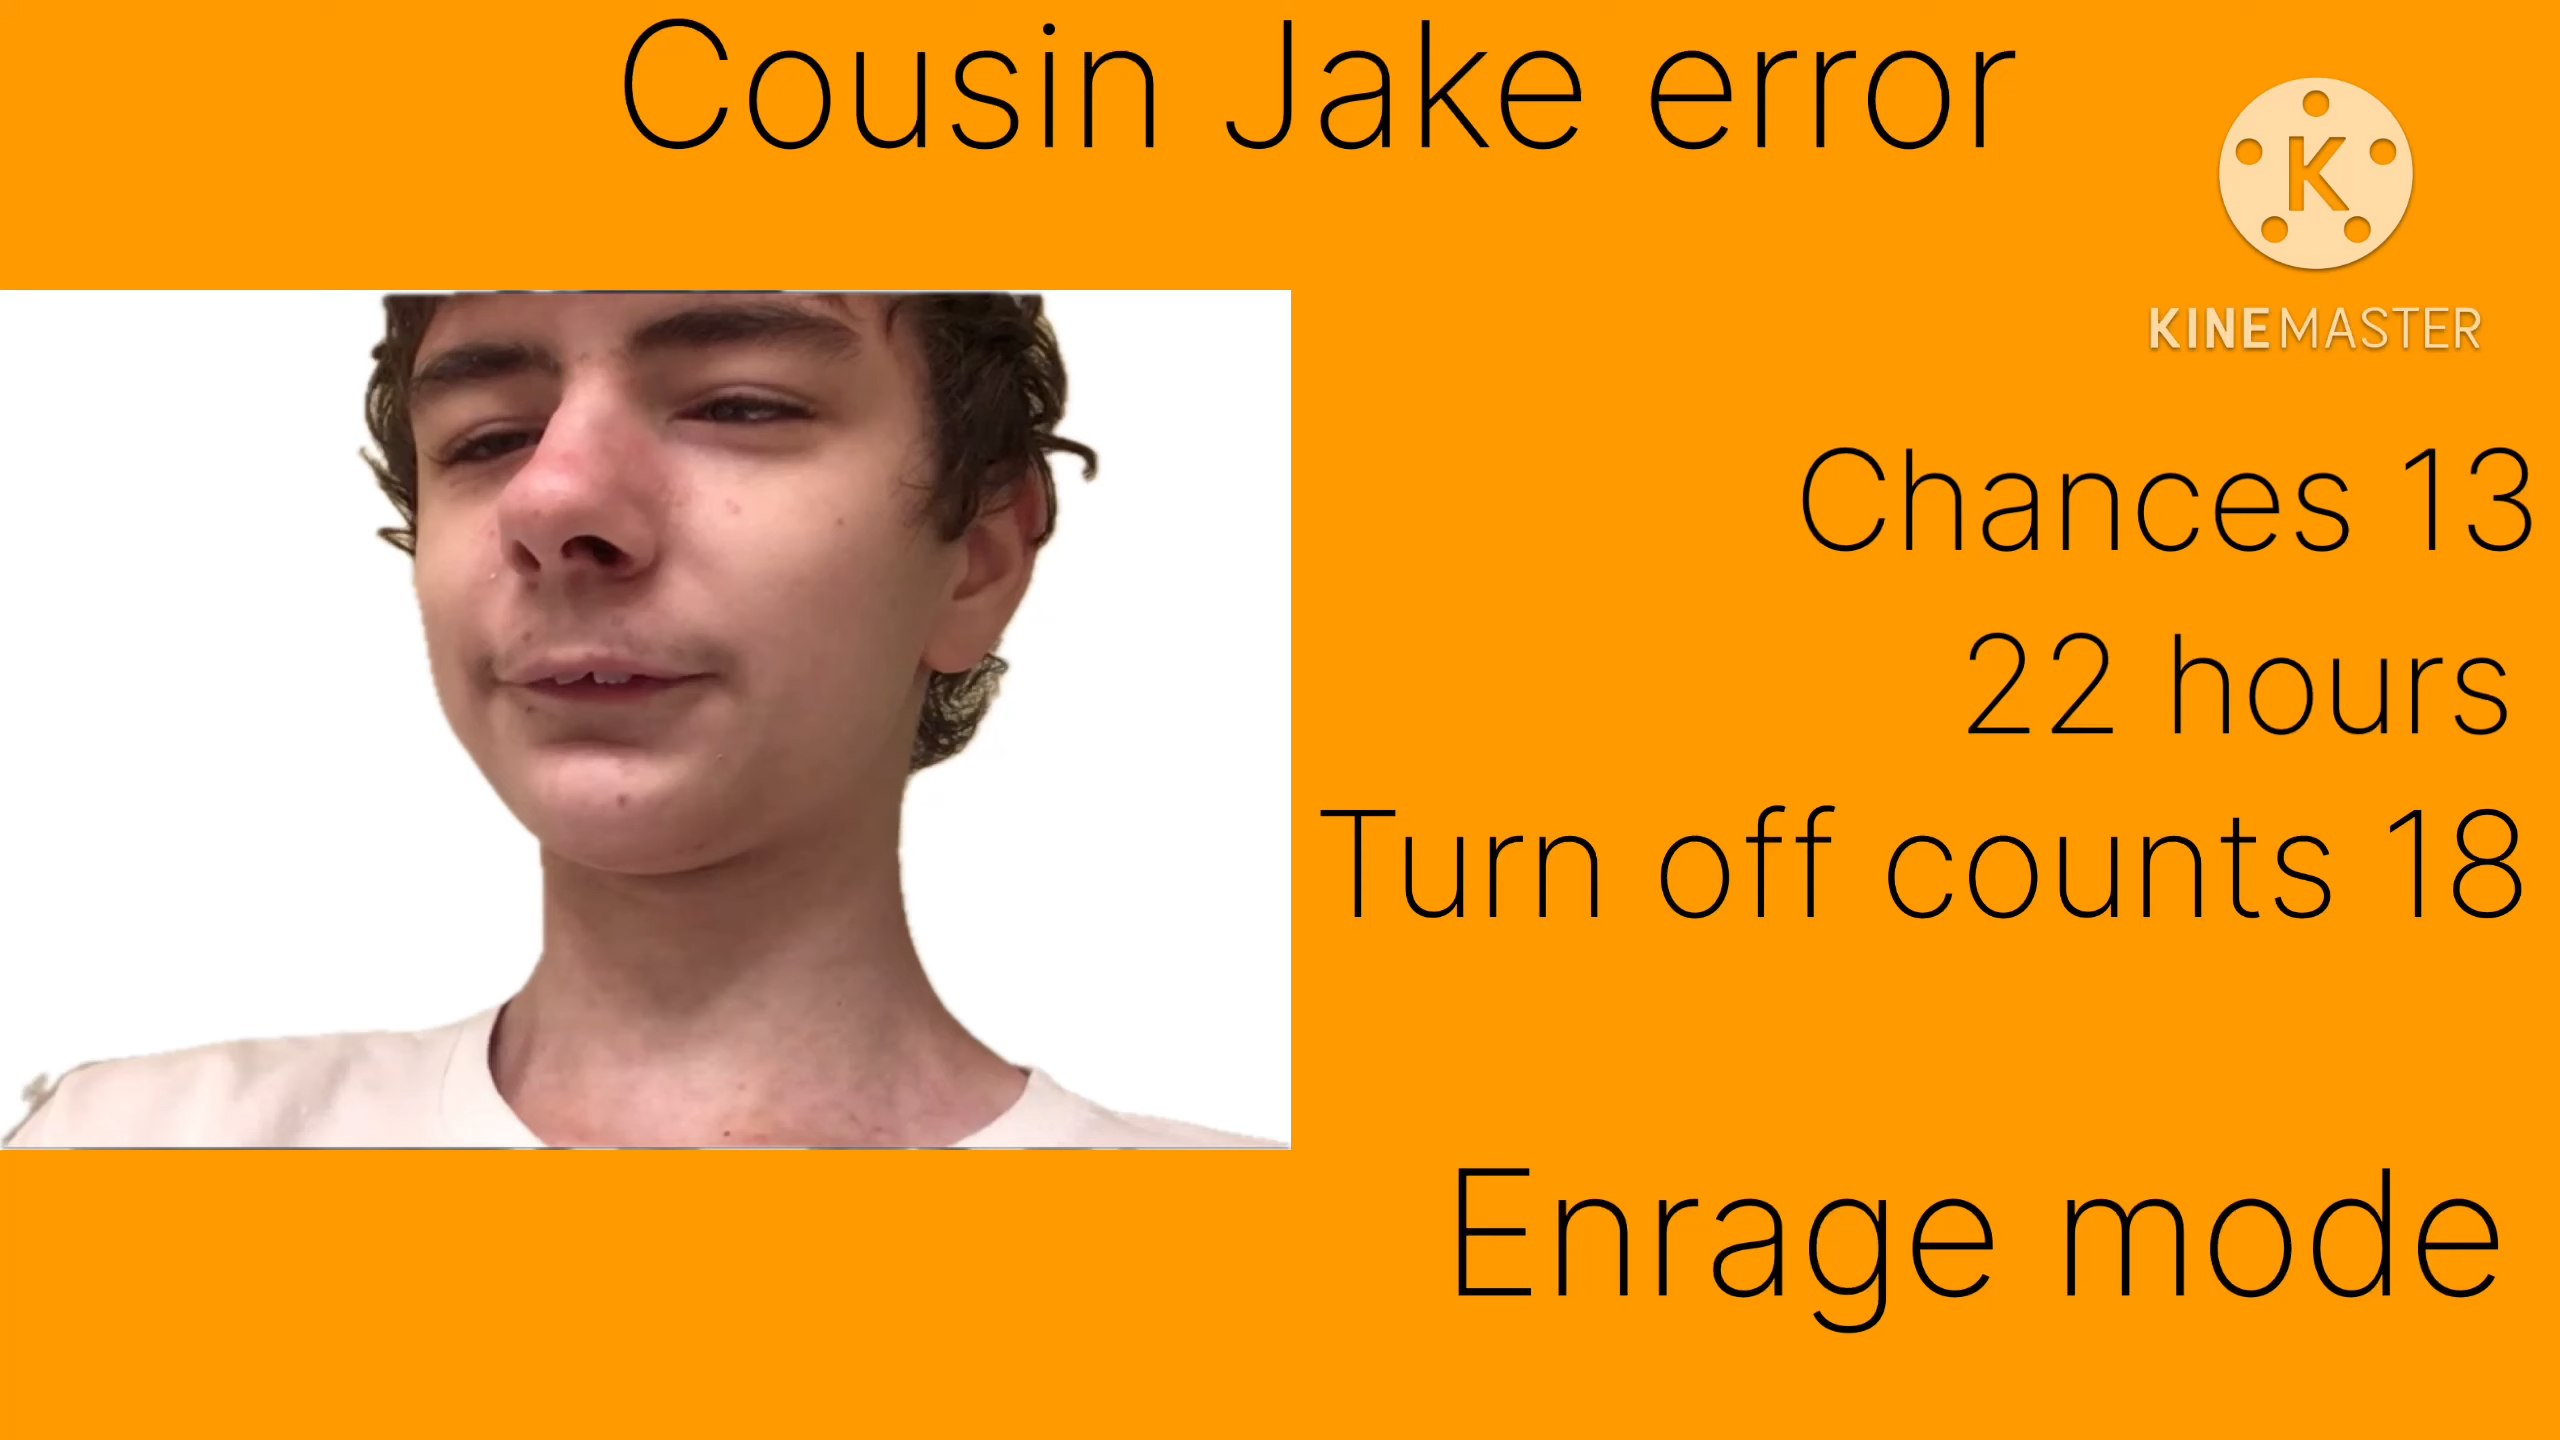 Cousin Jake error
K
KINEMASTER
Chances 13
22 hours
Turn off counts 18
Enrage mode